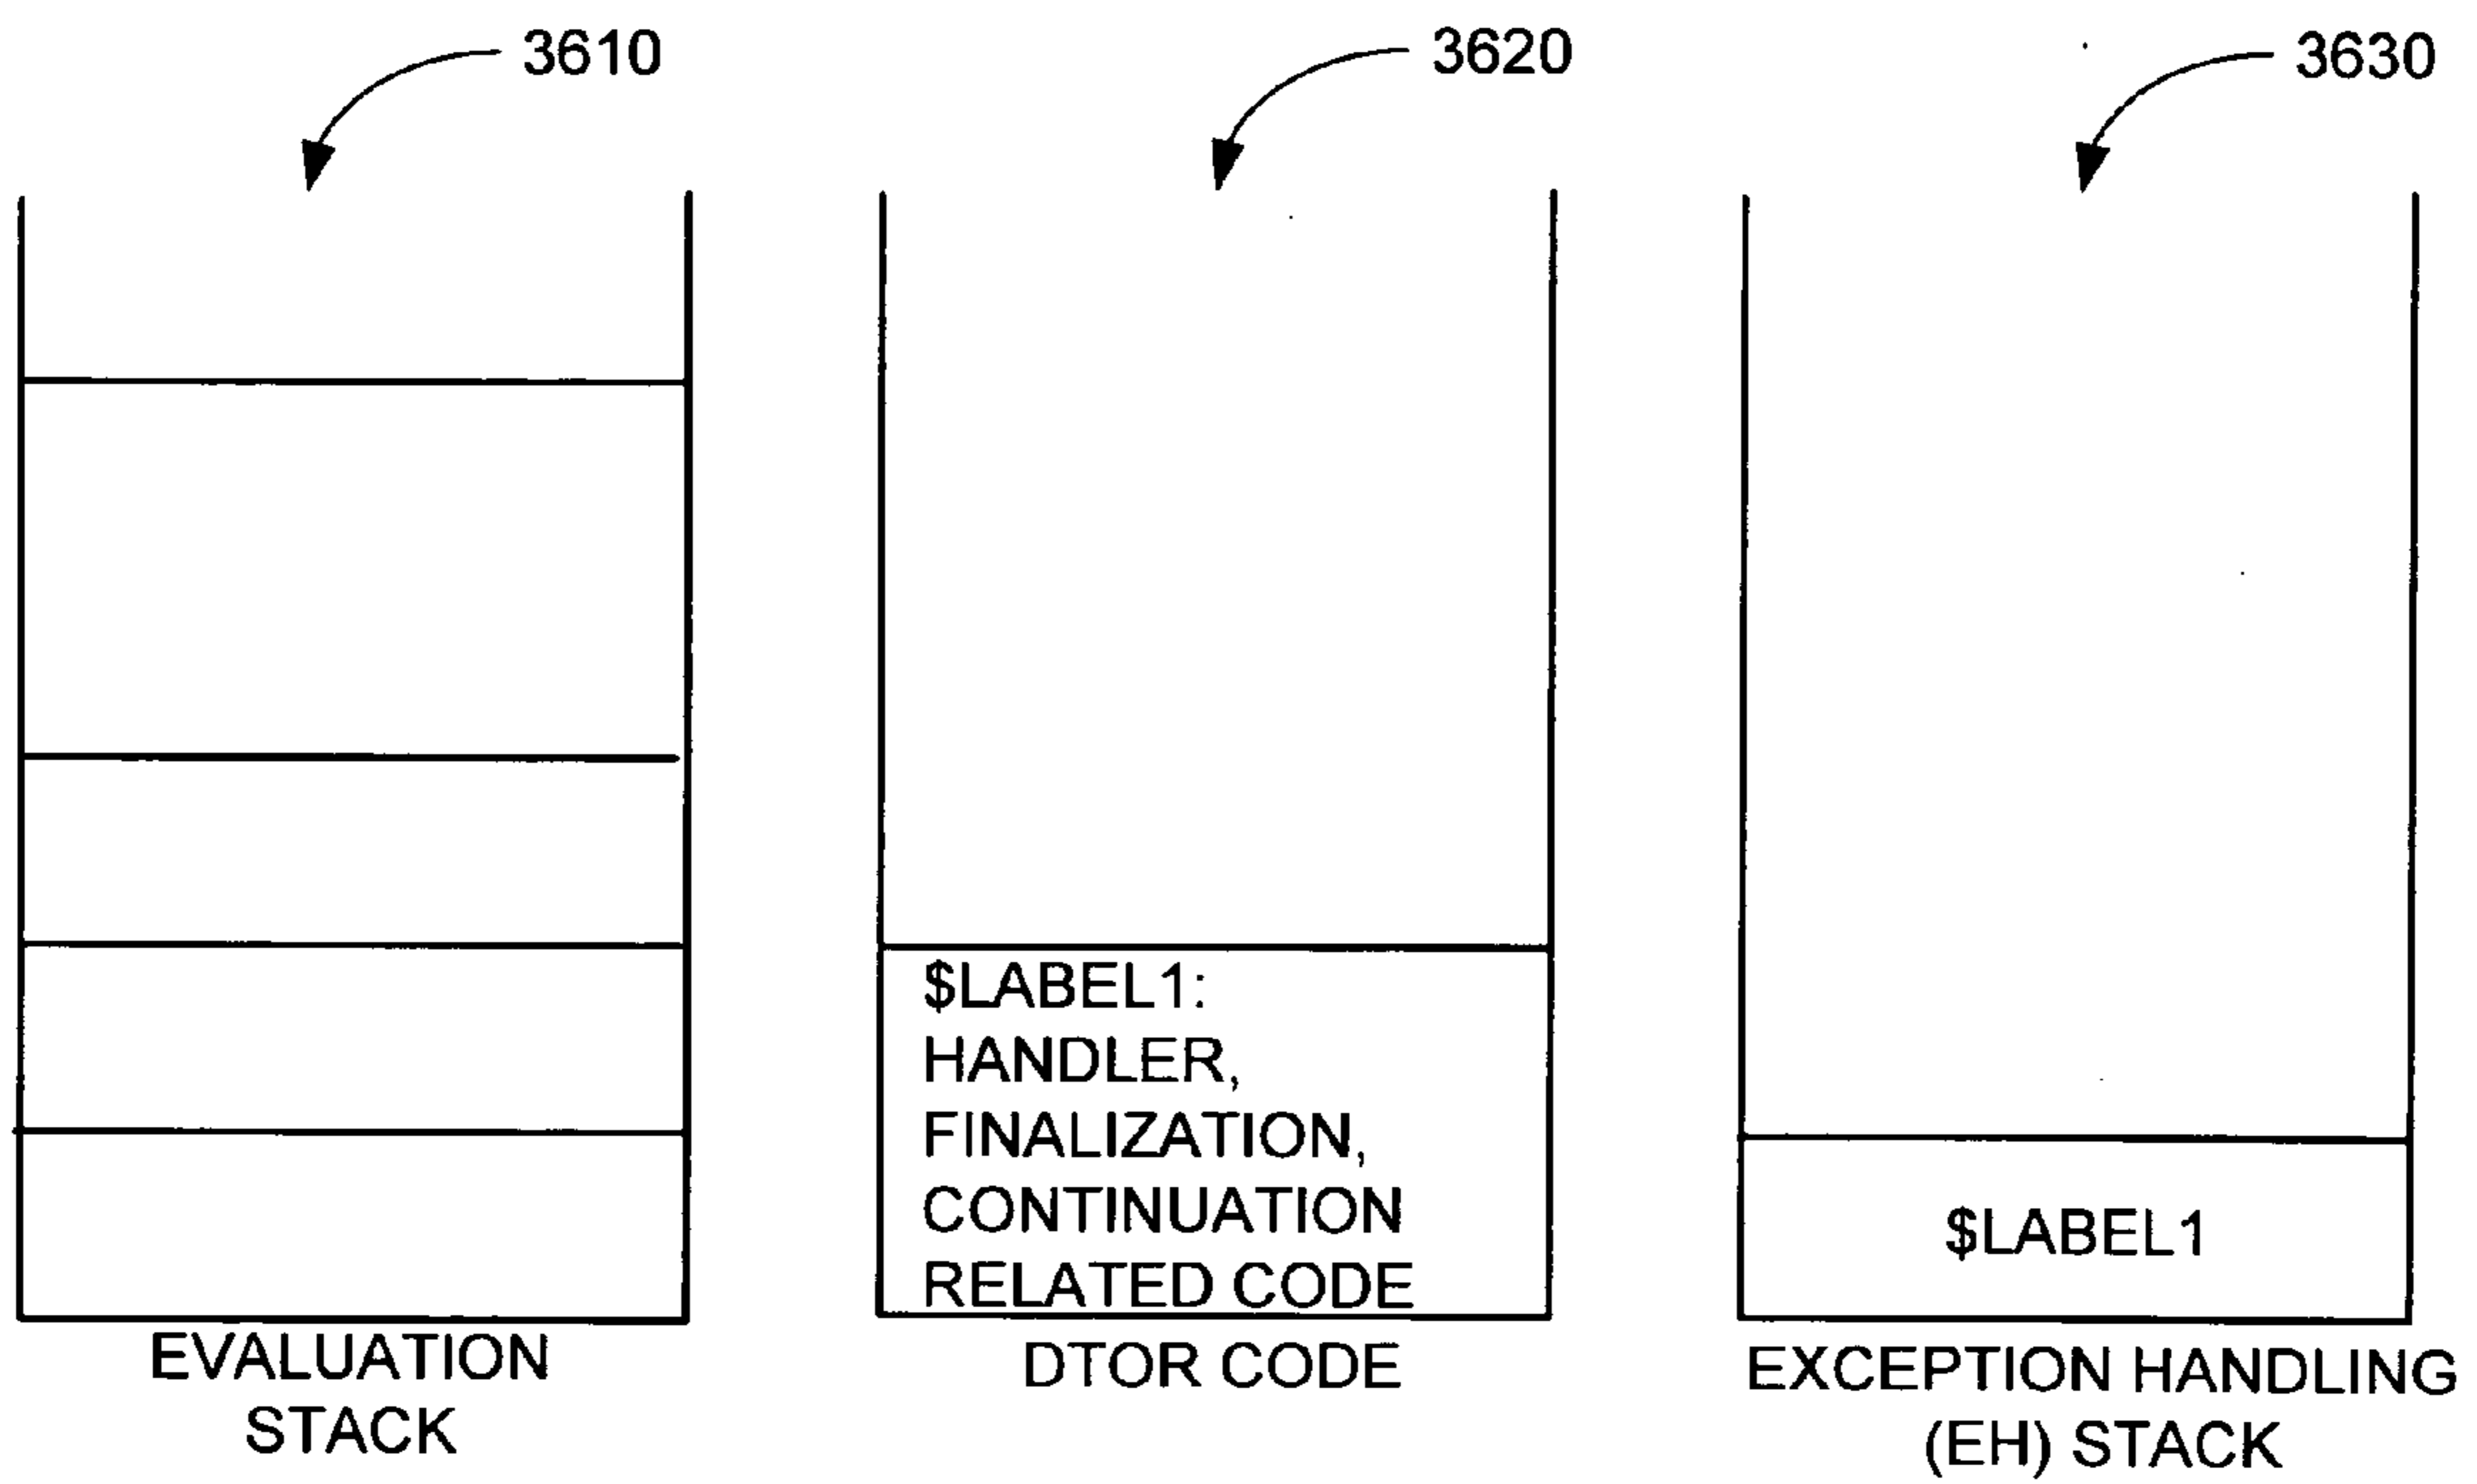 3610
3620
3630
$LABEL1:
HANDLER,
FINALIZATION,
CONTINUATION
RELATED CODE
$LABEL1
EVALUATION
STACK
DTOR CODE
EXCEPTION HANDLING
(EH) STACK